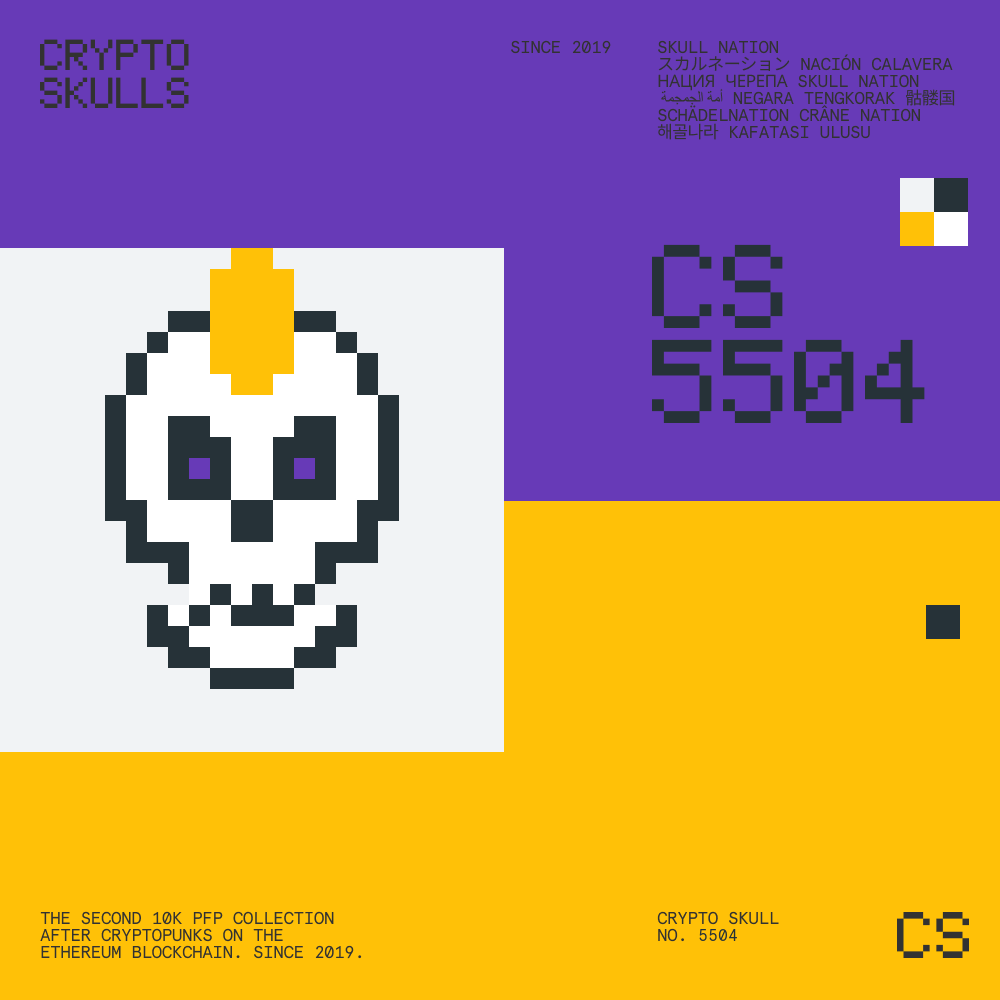 CRYPTO
SKULLS
SINCE 2019
SKULL NATION
スカルネーション NACIÓN CALAVERA
НАЦИЯ ЧЕРЕПА SKULL NATION
أمة الجمجمة NEGARA TENGKORAK 骷髅国
SCHÄDELNATION CRÂNE NATION
해골나라 KAFATASI ULUSU
CS
5504
THE SECOND 10K PFP COLLECTION
AFTER CRYPTOPUNKS ON THE
ETHEREUM BLOCKCHAIN. SINCE 2019.
CRYPTO SKULL
NO. 5504
CS